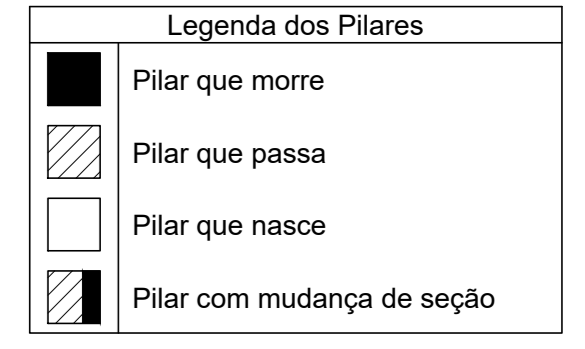 Legenda dos Pilares
Pilar que morre
Pilar que passa
Pilar que nasce
Pilar com mudança de seção